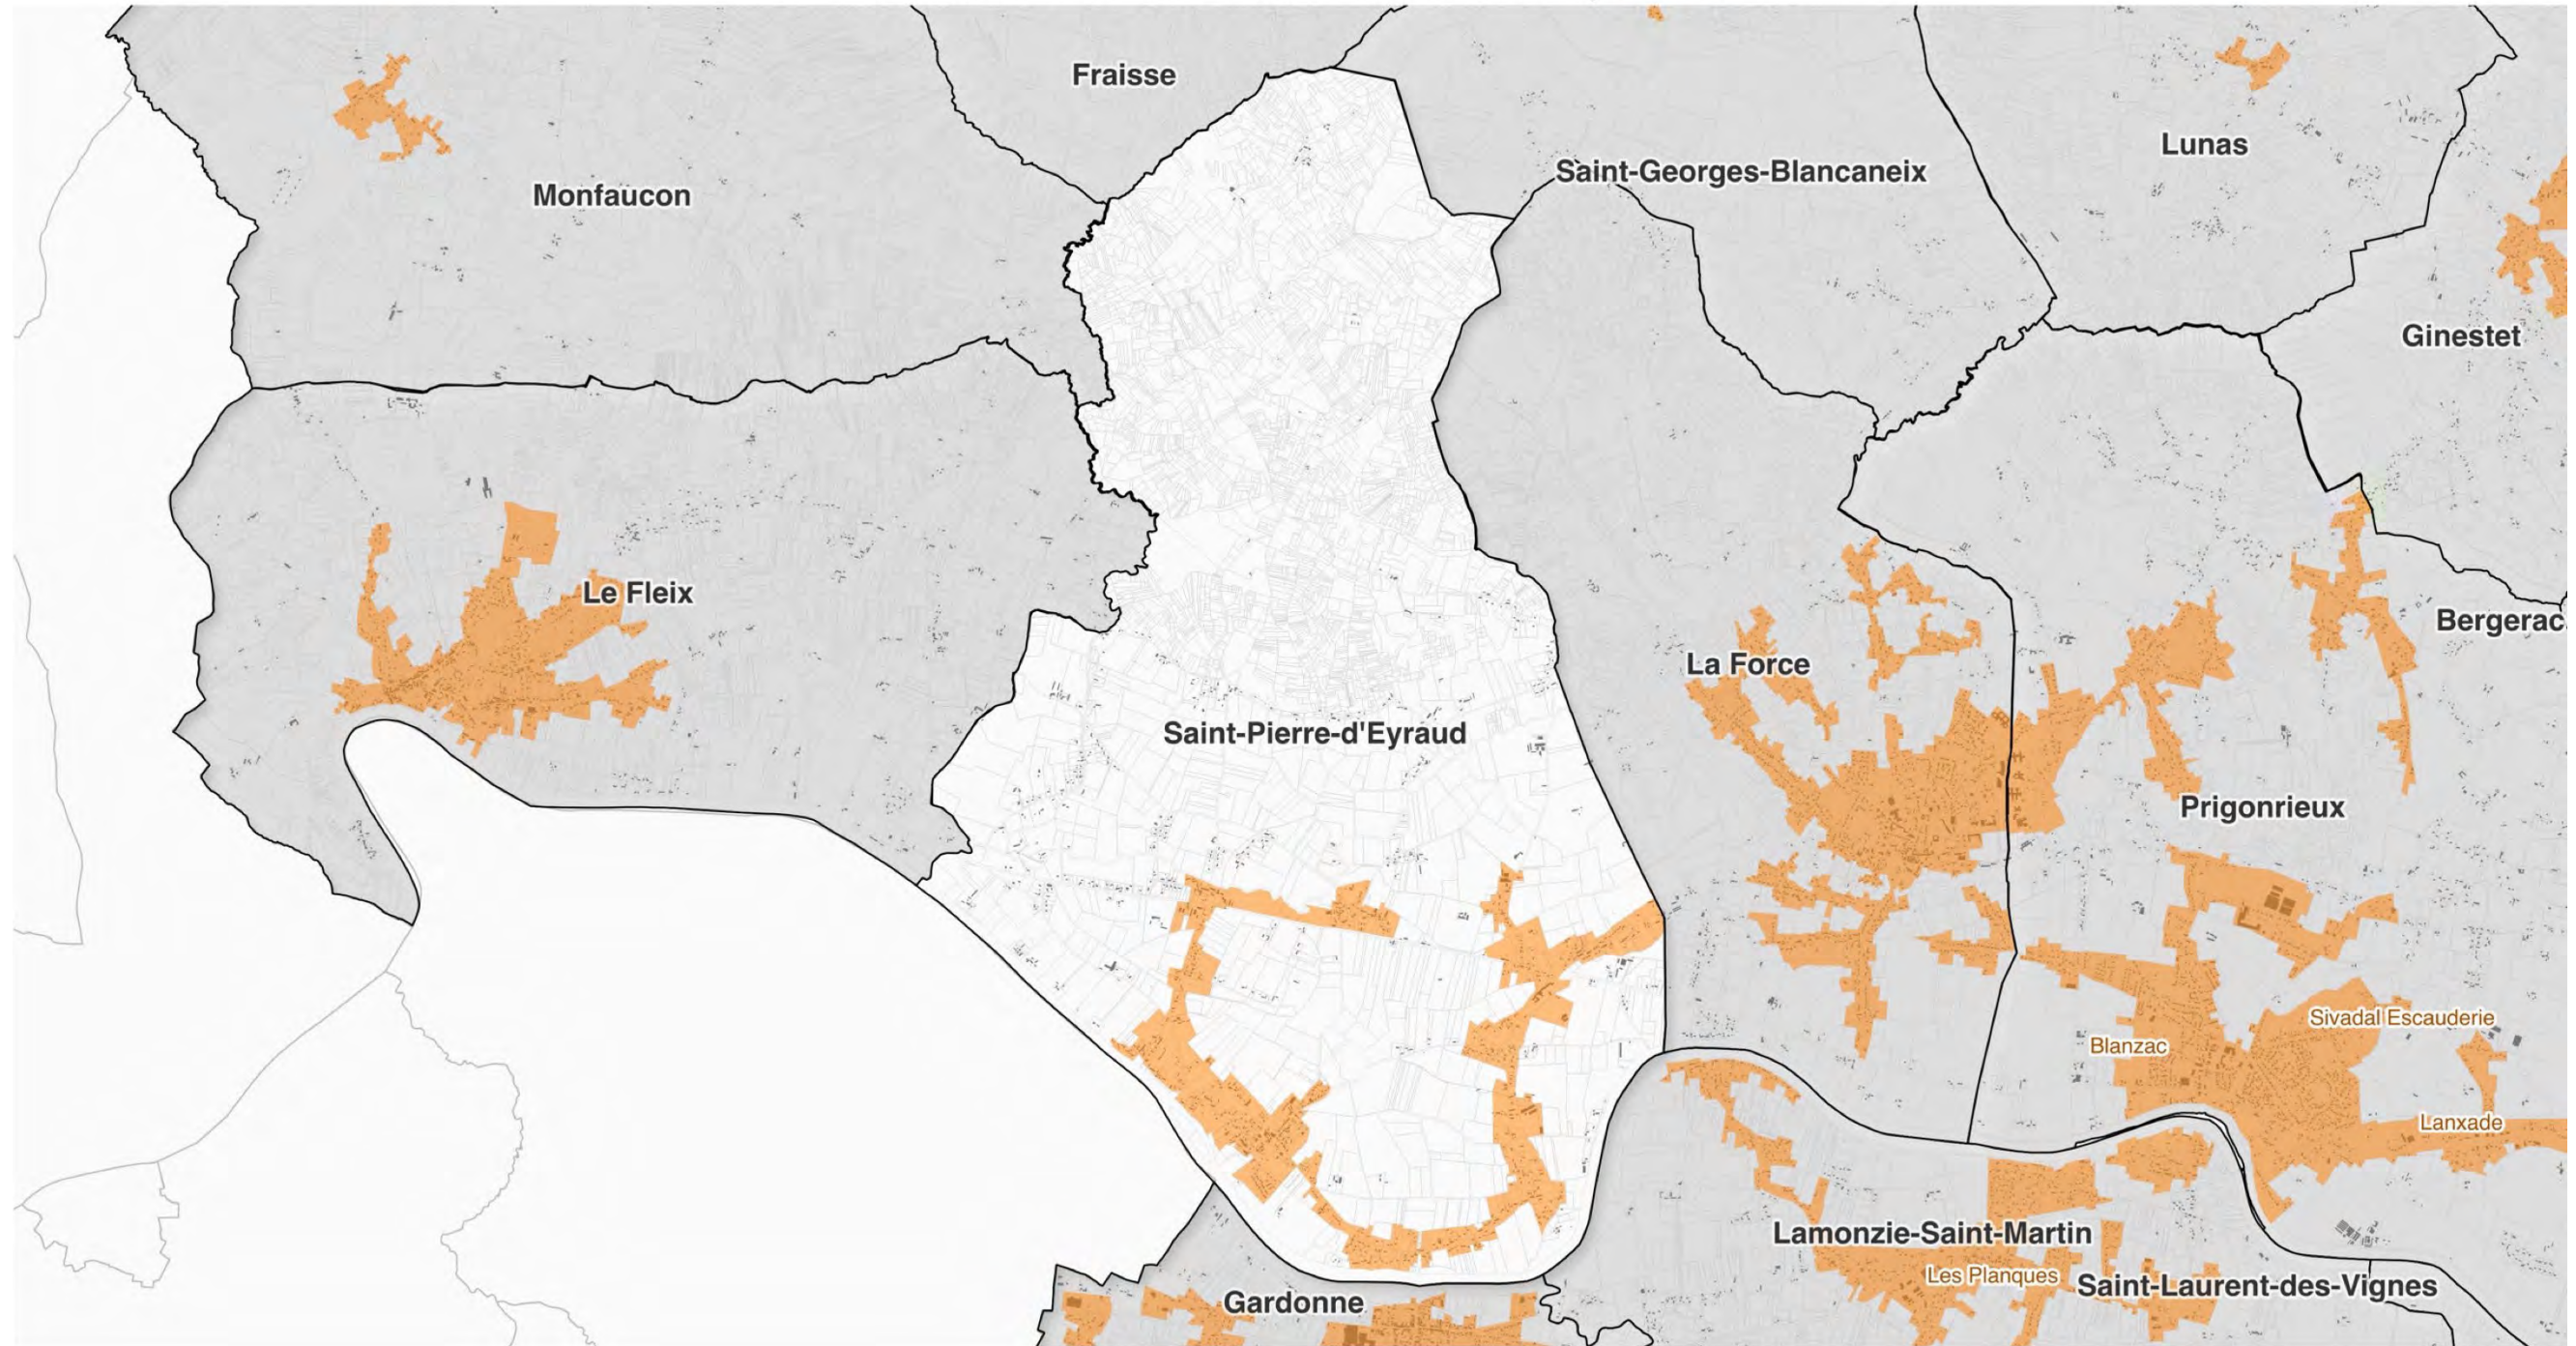 Fraisse
Lunas
Saint-Georges-Blancaneix
Monfaucon
Ginestet
Le Fleix
Bergerac
La Force
Saint-Pierre-d'Eyraud
Prigonrieux
Sivadal Escauderie
Blanzac
Lanxade
Lamonzie-Saint-Martin
Les Planques
Saint-Laurent-des-Vignes
Gardonne